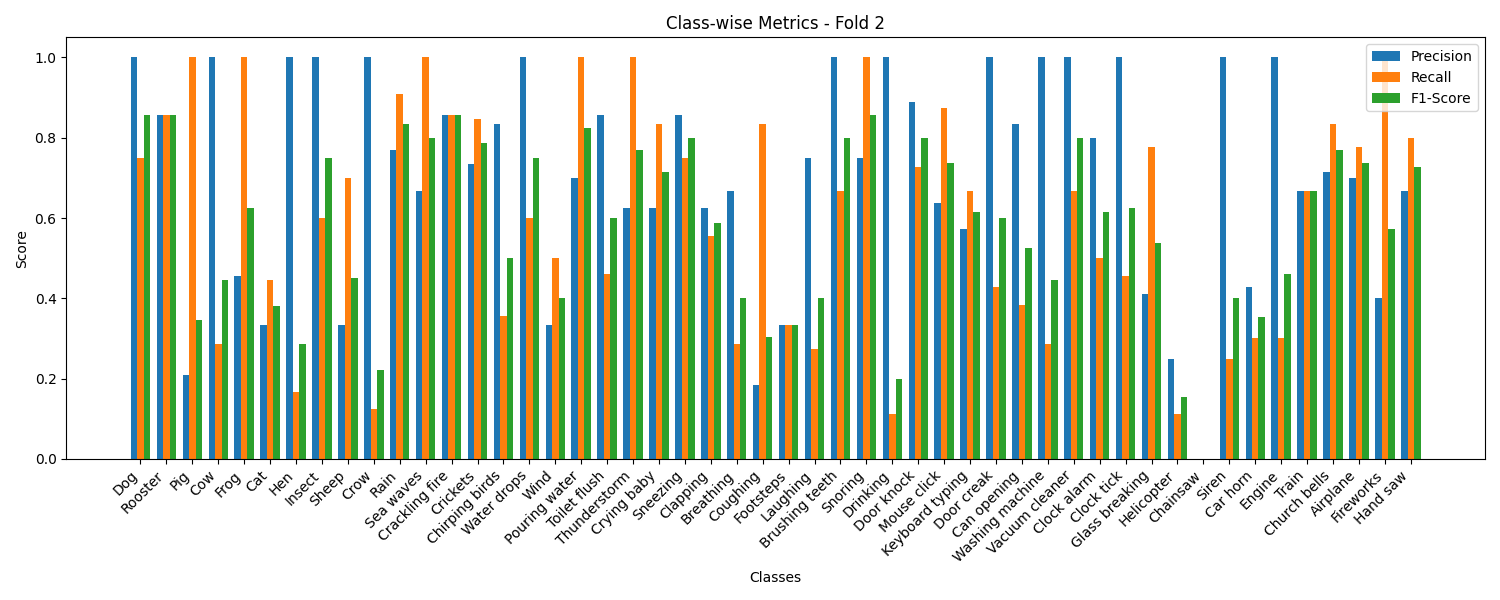 Class-wise Metrics - Fold 2
Precision
Recall
F1-Score
Score
1.0
0.8
0.6
0.4
0.2
0.0
Dog
Rooster
Pig
Cow
Frog
Cat
Hen
Insect
Sheep
Crow
Rain
Sea waves
Crackling fire
Crickets
Chirping birds
Water drops
Wind
Pouring water
Toilet flush
Thunderstorm
Crying baby
Sneezing
Clapping
Breathing
Coughing
Footsteps
Laughing
Brushing teeth
Snoring
Drinking
Door knock
Mouse click
Keyboard typing
Door creak
Can opening
Washing machine
Vacuum cleaner
Clock alarm
Clock tick
Glass breaking
Helicopter
Chainsaw
Siren
Car horn
Engine
Train
Church bells
Airplane
Fireworks
Hand saw
Classes